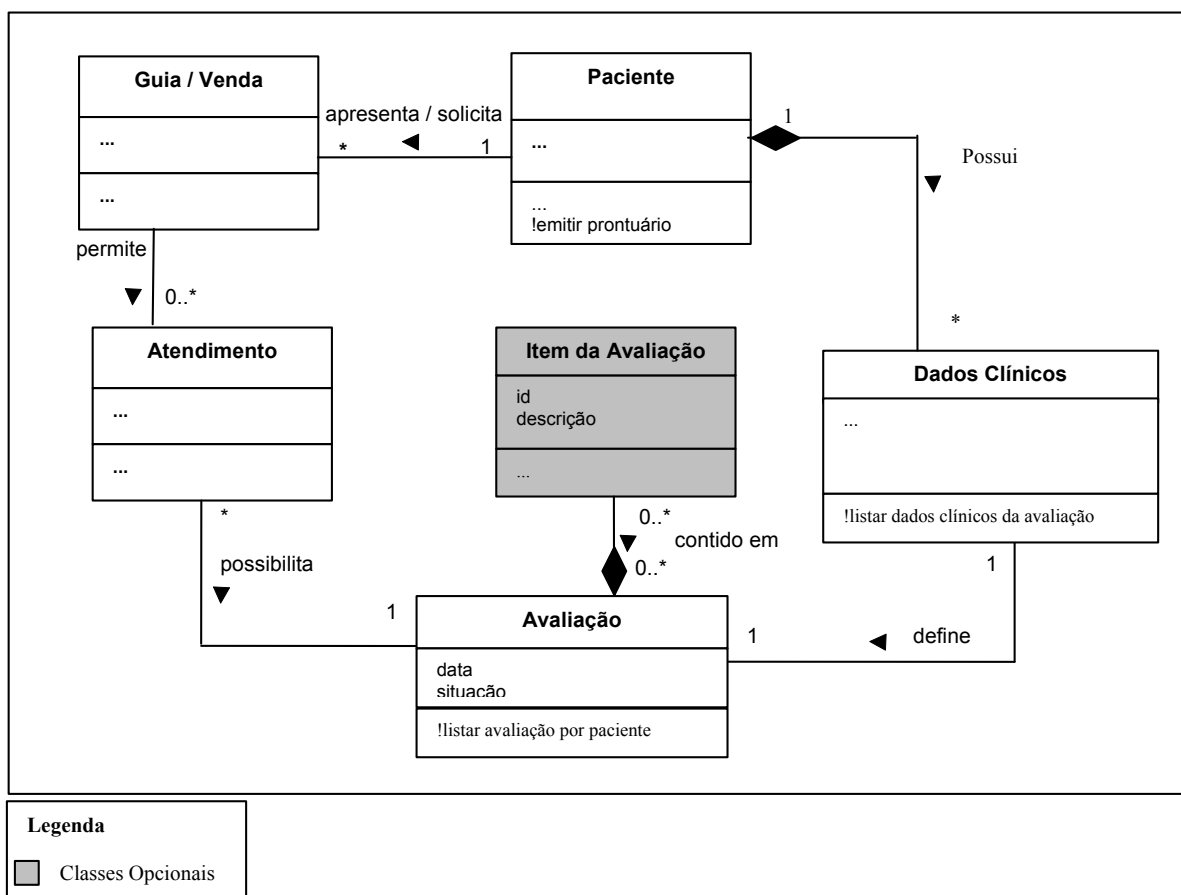 Guia / Venda
...
...
apresenta / solicita
*
1
Paciente
...
...
!emitir prontuário
1
Possui
*
permite
0..*
Atendimento
...
...
Item da Avaliação
id
descrição
...
Dados Clínicos
...
!listar dados clínicos da avaliação
*
possibilita
1
0..*
contido em
0..*
Avaliação
data
situação
!listar avaliação por paciente
1
define
1
Legenda
Classes Opcionais